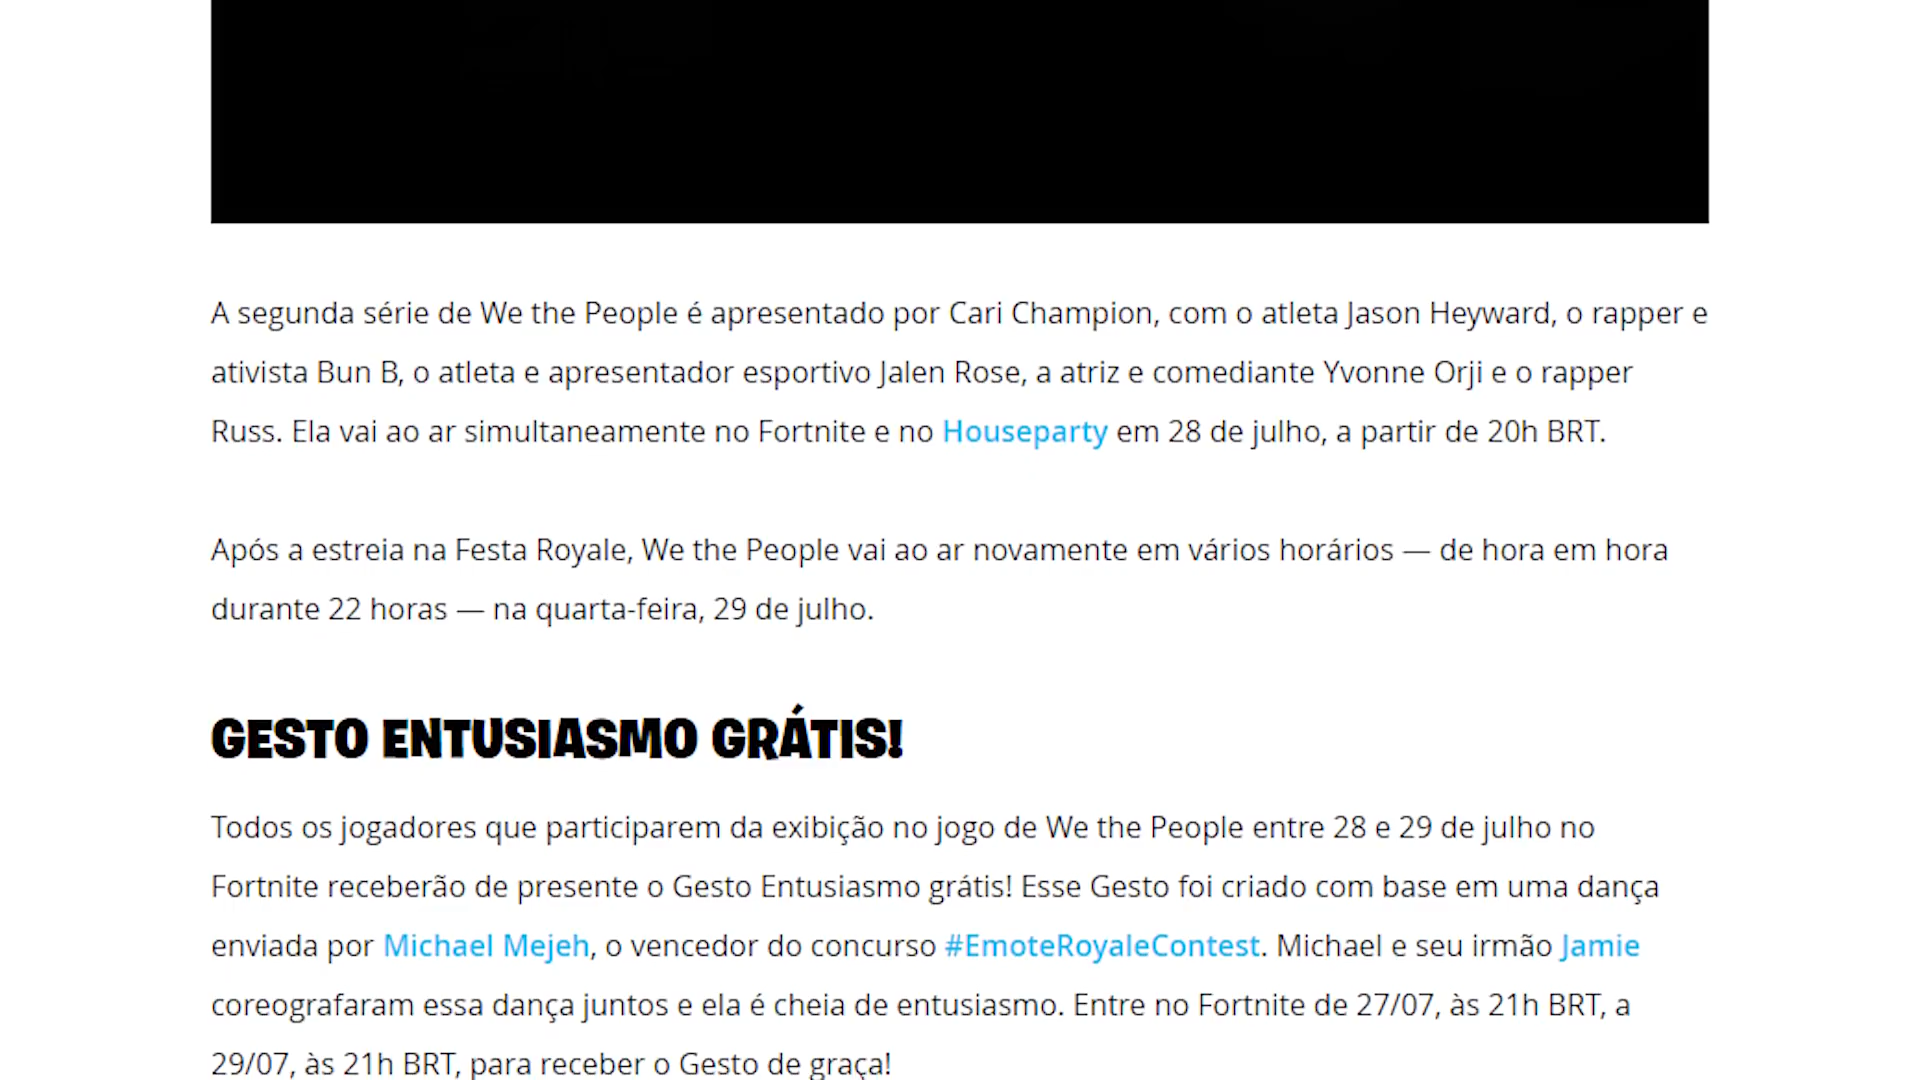 A segunda série de We the People é apresentado por Cari Champion, com o atleta Jason Heyward, o rapper e
ativista Bun B, o atleta e apresentador esportivo Jalen Rose, a atriz e comediante Yvonne Orji e o rapper
Russ. Ela vai ao ar simultaneamente no Fortnite e no Houseparty em 28 de julho, a partir de 20h BRT.
Após a estreia na Festa Royale, We the People vai ao ar novamente em vários horários — de hora em hora
durante 22 horas — na quarta-feira, 29 de julho.
GESTO ENTUSIASMO GRÁTIS!
Todos os jogadores que participarem da exibição no jogo de We the People entre 28 e 29 de julho no
Fortnite receberão de presente o Gesto Entusiasmo grátis! Esse Gesto foi criado com base em uma dança
enviada por Michael Mejeh, o vencedor do concurso #EmoteRoyaleContest. Michael e seu irmão Jamie
coreografaram essa dança juntos e ela é cheia de entusiasmo. Entre no Fortnite de 27/07, às 21h BRT, a
29/07, às 21h BRT, para receber o Gesto de graça!